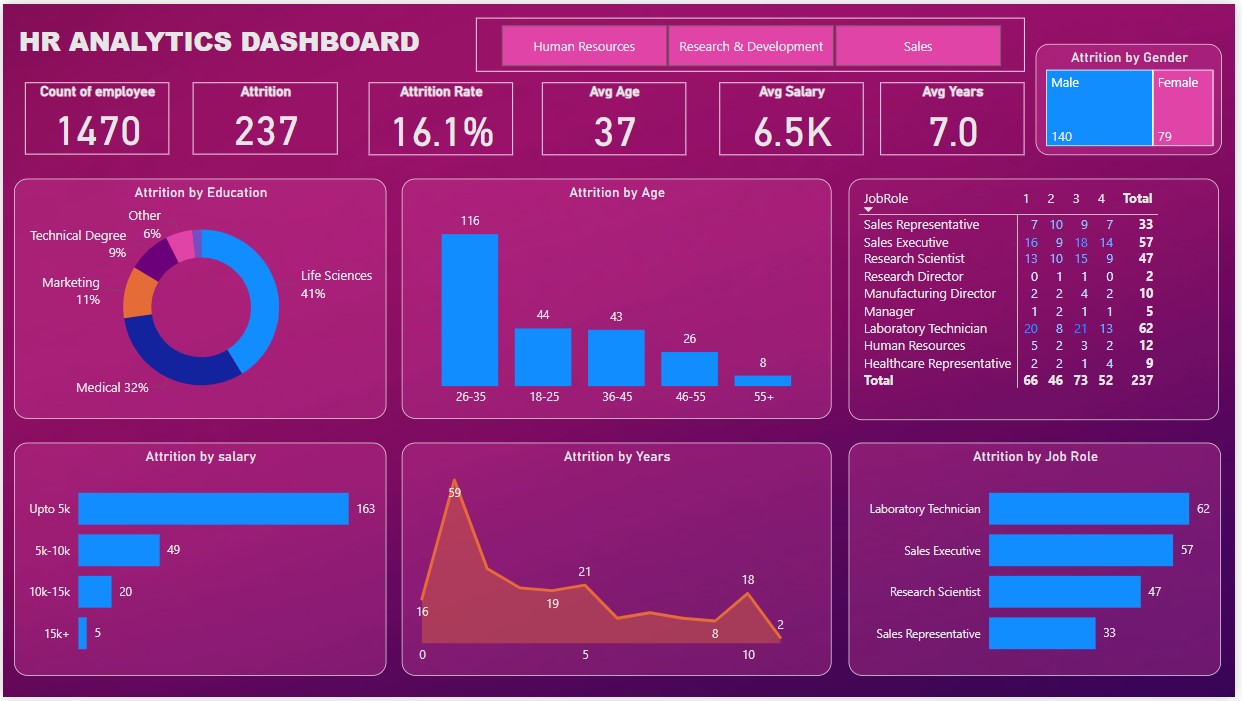 HR ANALYTICS DASHBOARD
Human Resources
Research & Development
Sales
Attrition by Gender
Male
Female
140
79
Count of employee
1470
Attrition
237
Attrition Rate
16.1%
Avg Age
37
Avg Salary
6.5K
Avg Years
7.0
Attrition by Education
Other
6%
Technical Degree
9%
Marketing
11%
Life Sciences
41%
Medical 32%
Attrition by Age
116
44
43
26
8
26-35
18-25
36-45
46-55
55+
JobRole 1 2 3 4 Total
Sales Representative 7 10 9 7 33
Sales Executive 16 9 18 14 57
Research Scientist 13 10 15 9 47
Research Director 0 1 1 0 2
Manufacturing Director 2 2 4 2 10
Manager 1 2 1 1 5
Laboratory Technician 20 8 21 13 62
Human Resources 5 2 3 2 12
Healthcare Representative 2 2 1 4 9
Total 66 46 73 52 237
Attrition by salary
Upto 5k 163
5k-10k 49
10k-15k 20
15k+ 5
Attrition by Years
59
16
19
21
8
18
2
0
5
10
Attrition by Job Role
Laboratory Technician 62
Sales Executive 57
Research Scientist 47
Sales Representative 33